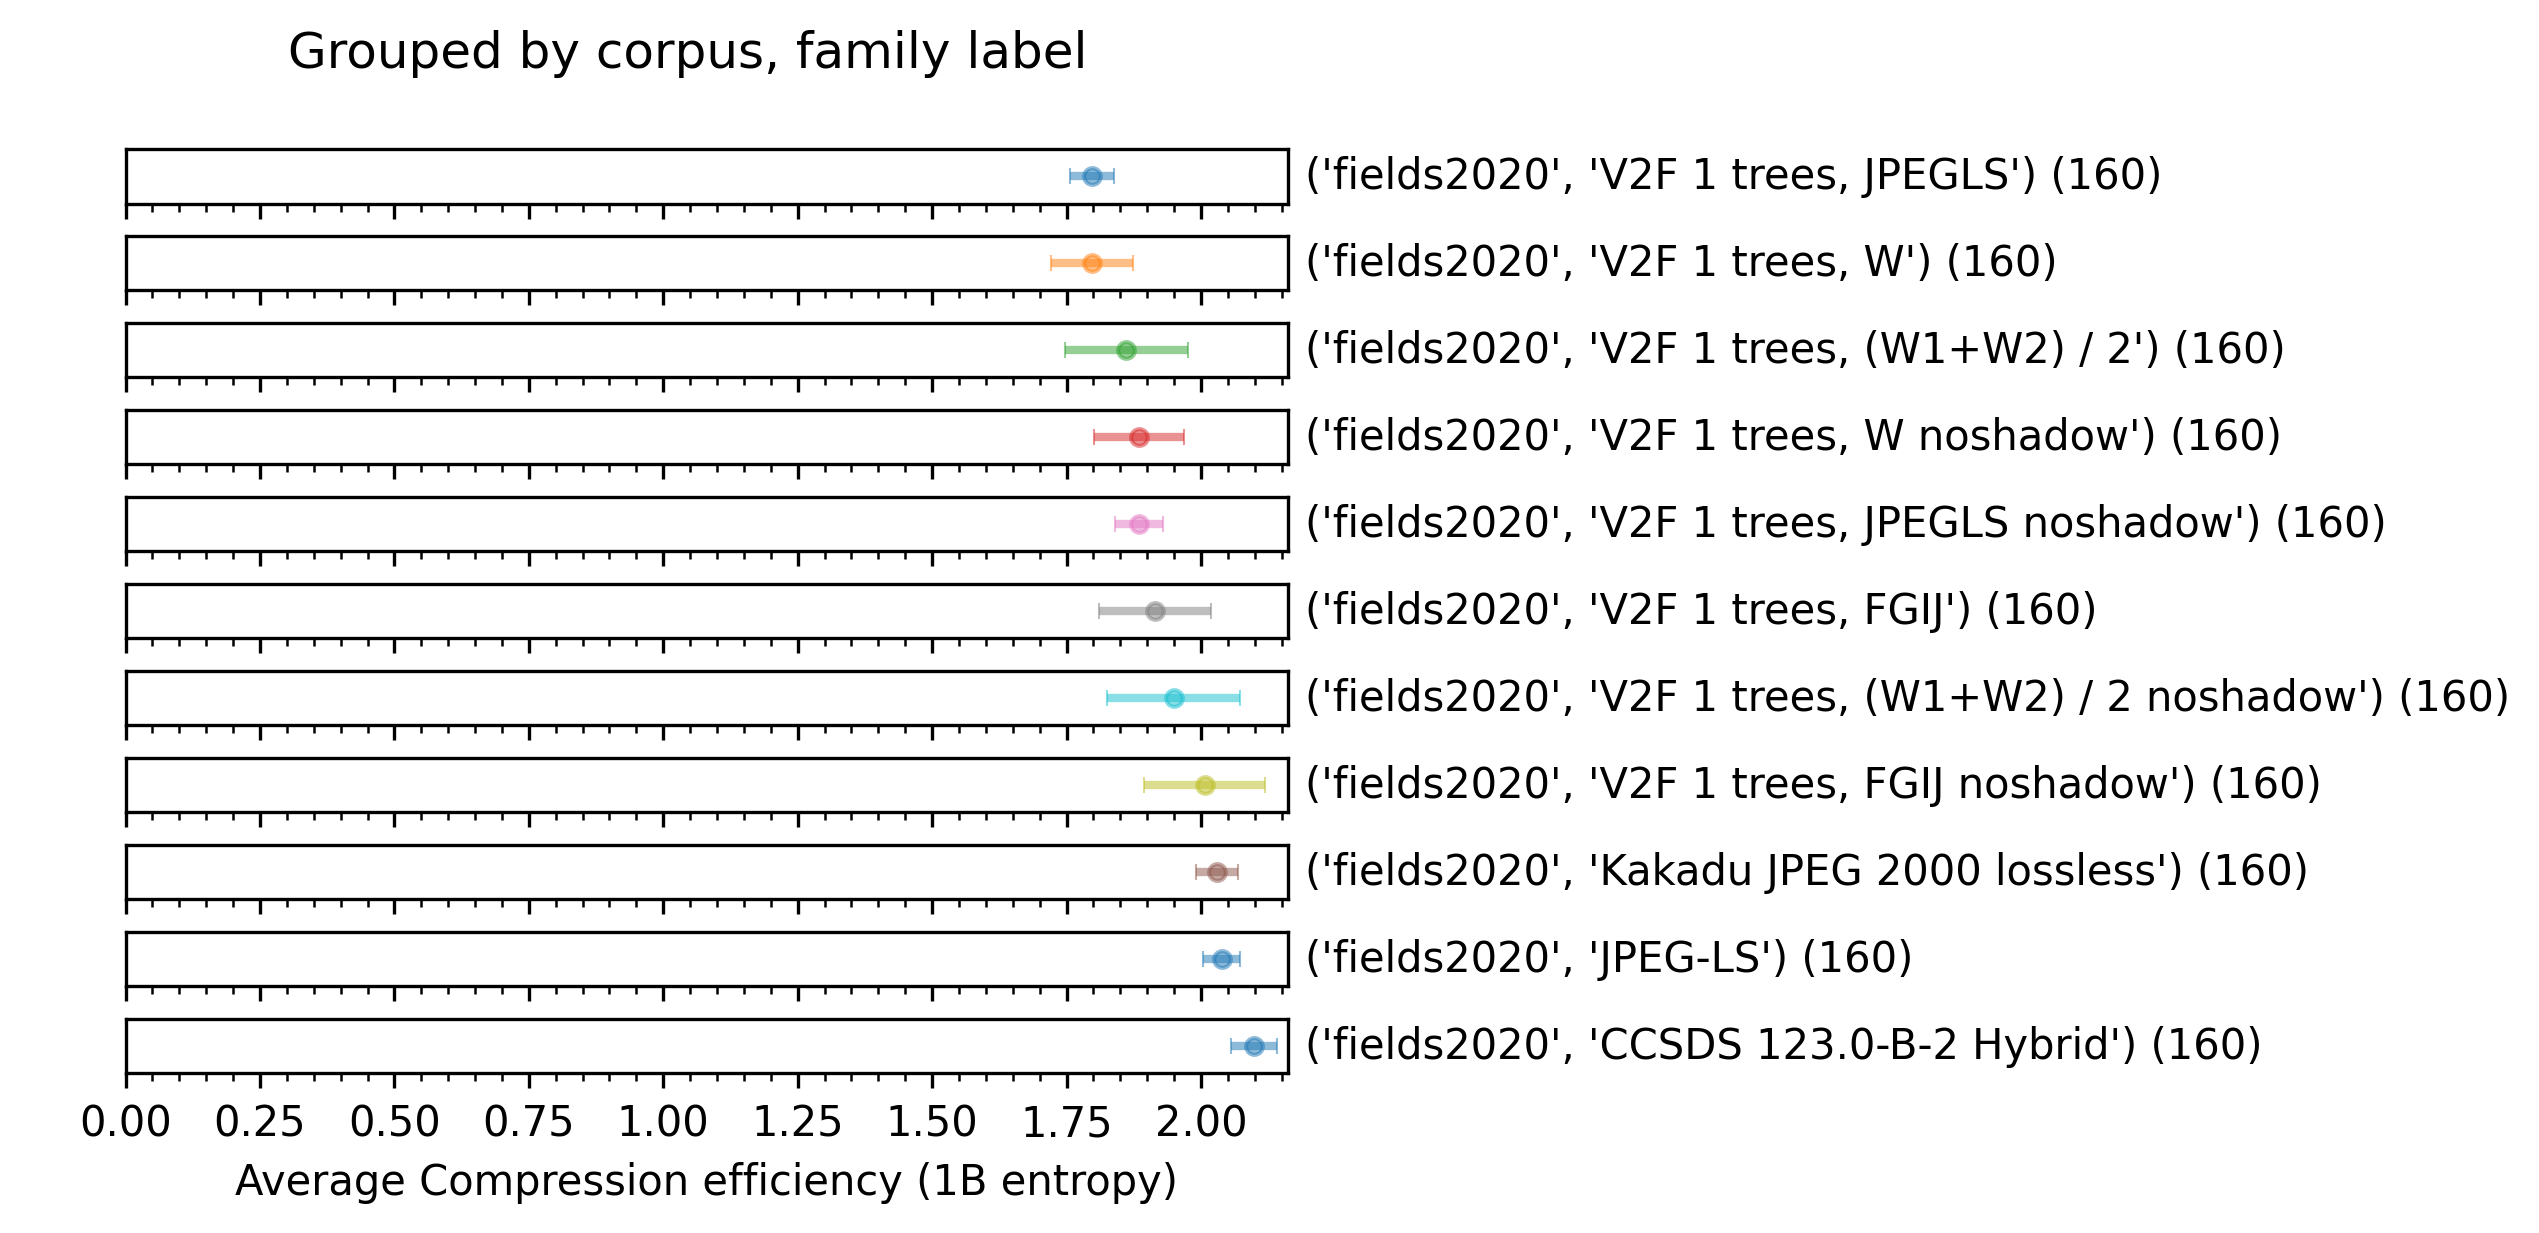 Grouped by corpus, family label
('fields2020', 'V2F 1 trees, JPEGLS') (160)
('fields2020', 'V2F 1 trees, W') (160)
('fields2020', 'V2F 1 trees, (W1+W2) / 2') (160)
('fields2020', 'V2F 1 trees, W noshadow') (160)
('fields2020', 'V2F 1 trees, JPEGLS noshadow') (160)
('fields2020', 'V2F 1 trees, FGIJ') (160)
('fields2020', 'V2F 1 trees, (W1+W2) / 2 noshadow') (160)
('fields2020', 'V2F 1 trees, FGIJ noshadow') (160)
('fields2020', 'Kakadu JPEG 2000 lossless') (160)
('fields2020', 'JPEG-LS') (160)
('fields2020', 'CCSDS 123.0-B-2 Hybrid') (160)
0.00 0.25 0.50 0.75 1.00 1.25 1.50 1.75 2.00
Average Compression efficiency (1B entropy)